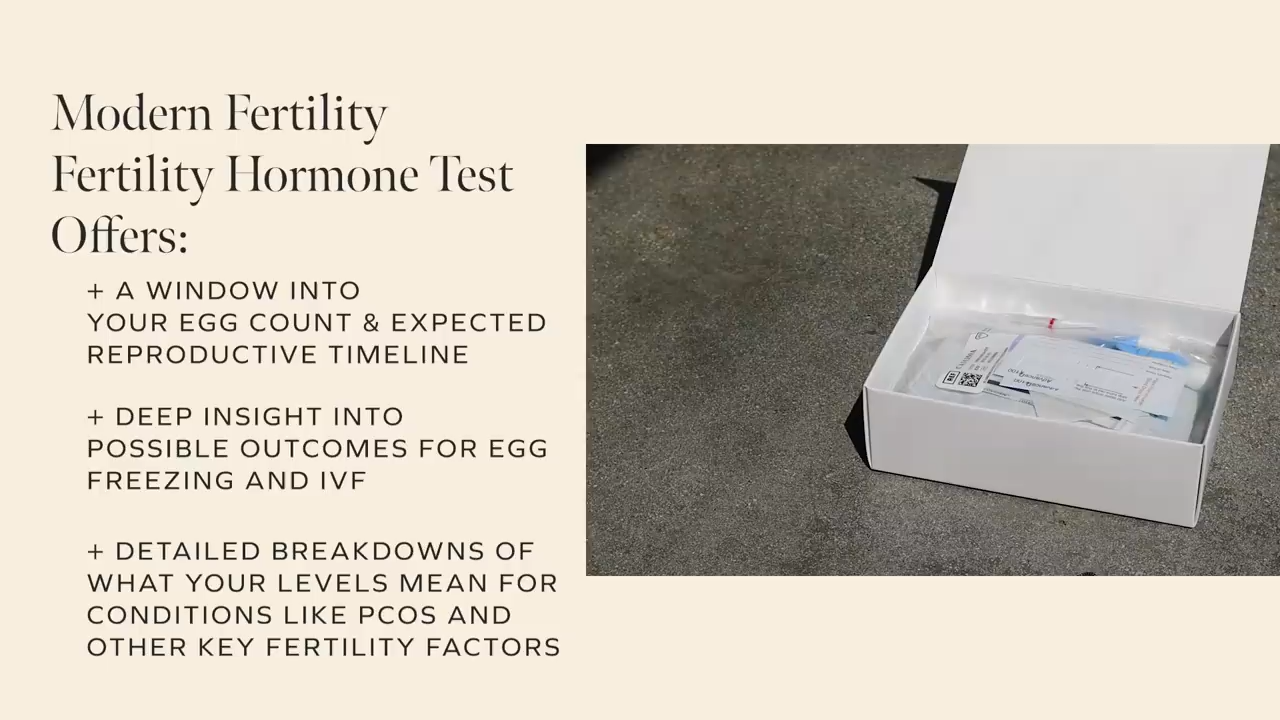 Modern Fertility
Fertility Hormone Test
Offers:
+ A WINDOW INTO
YOUR EGG COUNT & EXPECTED
REPRODUCTIVE TIMELINE
+ DEEP INSIGHT INTO
POSSIBLE OUTCOMES FOR EGG
FREEZING AND IVF
+ DETAILED BREAKDOWNS OF
WHAT YOUR LEVELS MEAN FOR
CONDITIONS LIKE PCOS AND
OTHER KEY FERTILITY FACTORS